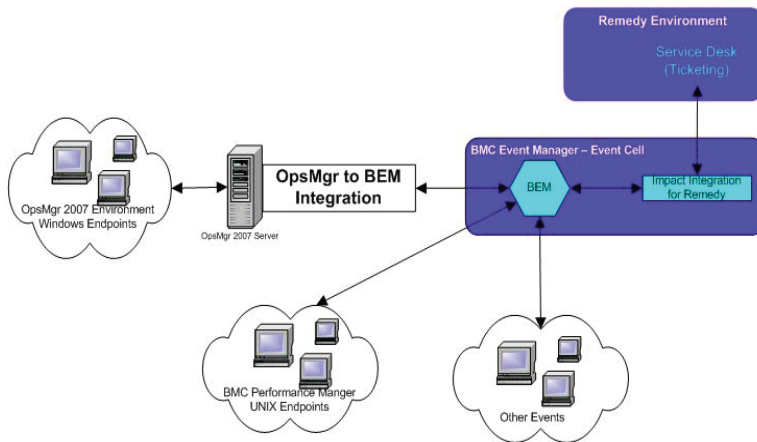 Remedy Environment
Service Desk
(Ticketing)
BMC Event Manager – Event Cell
OpsMgr to BEM
Integration
BEM
Impact Integration
for Remedy
OpsMgr 2007 Environment
Windows Endpoints
OpsMgr 2007 Server
BMC Performance Manger
UNIX Endpoints
Other Events